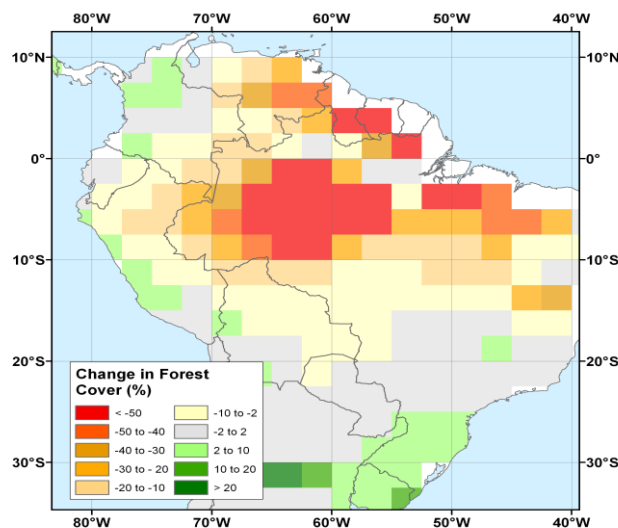 80°W 70°W 60°W 50°W 40°W
10°N 10°N
0° 0°
10°S 10°S
20°S 20°S
Change in Forest
Cover (%)
< -50 -10 to -2
-50 to -40 -2 to 2
-40 to -30 2 to 10
-30 to - 20 10 to 20
-20 to -10 > 20
30°S 30°S
80°W 70°W 60°W 50°W 40°W